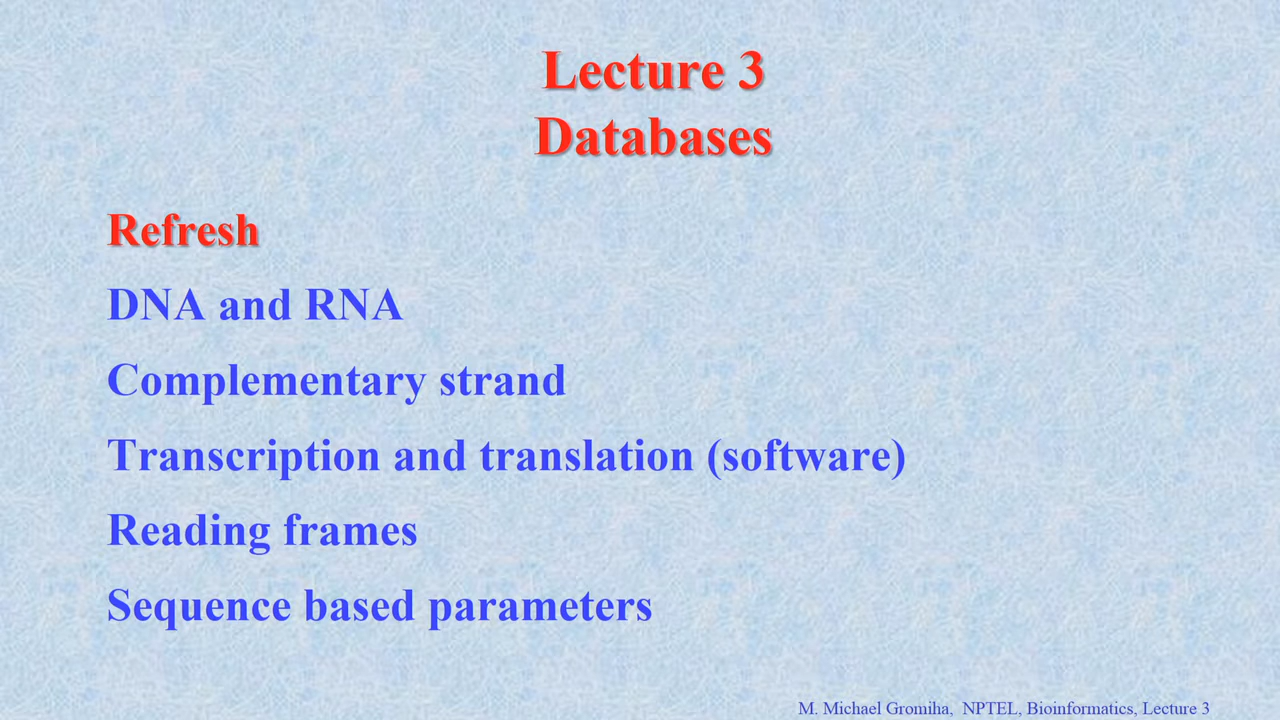 Lecture 3
Databases
Refresh
DNA and RNA
Complementary strand
Transcription and translation (software)
Reading frames
Sequence based parameters
M. Michael Gromiha, NPTEL, Bioinformatics, Lecture 3